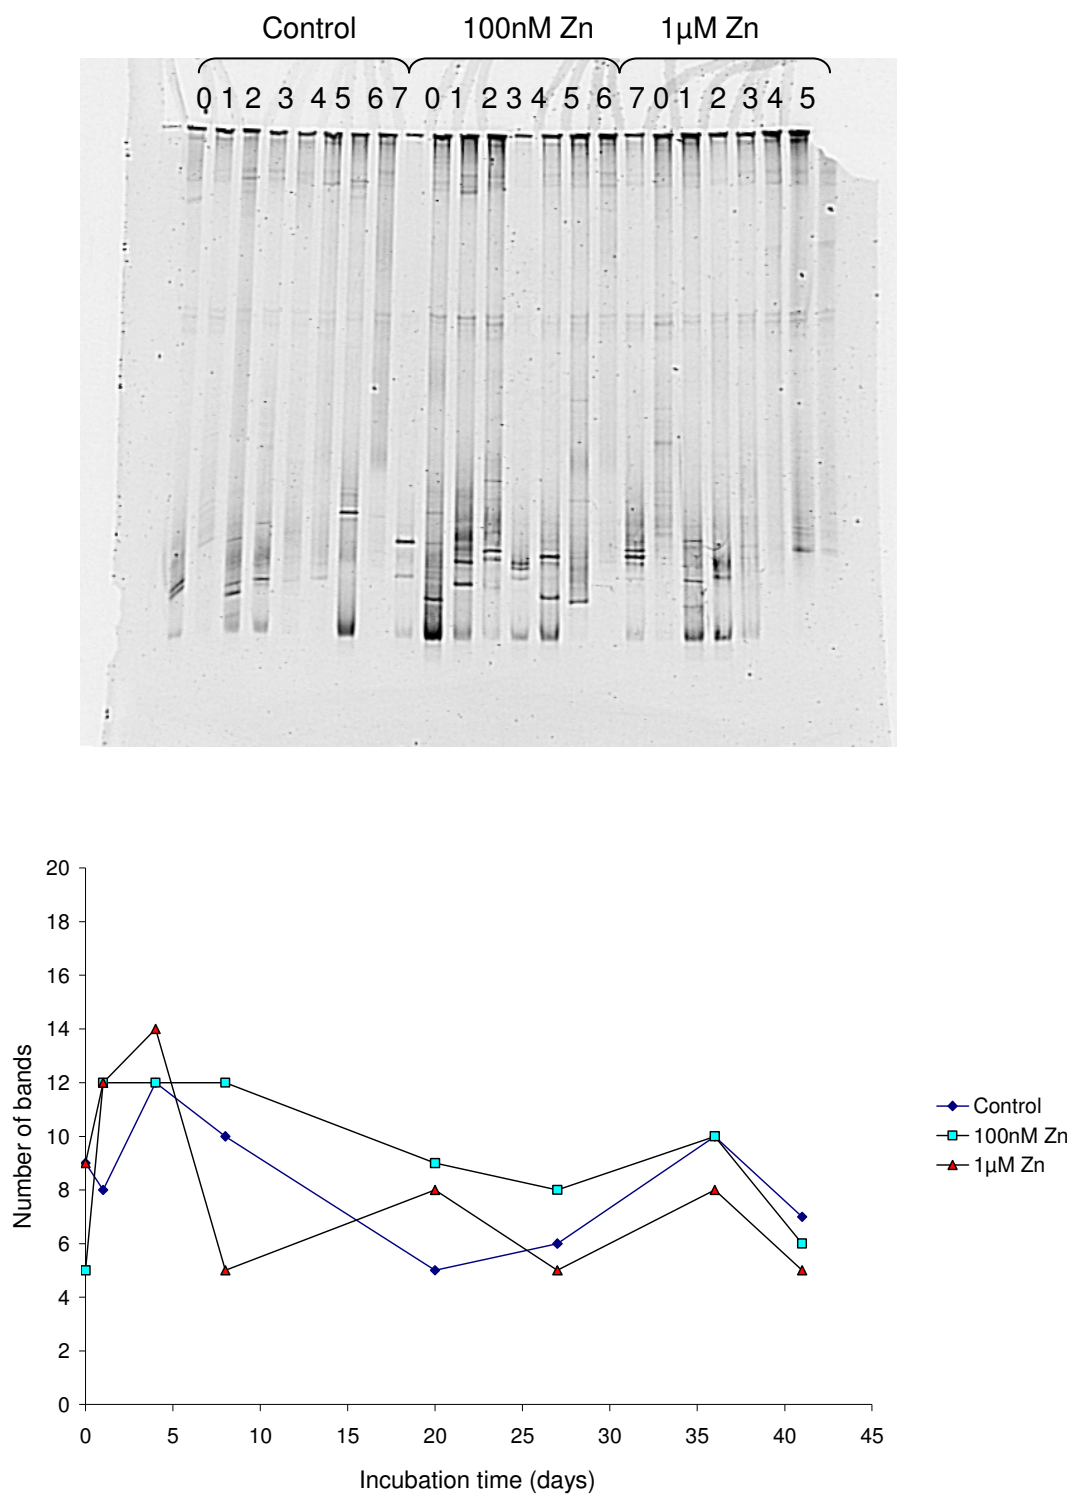 Control 100nM Zn 1µM Zn
0 1 2 3 4 5 6 7 0 1 2 3 4 5 6 7 0 1 2 3 4 5
20
18
16
14
12
10
8
6
4
2
0
Number of bands
0 5 10 15 20 25 30 35 40 45
Incubation time (days)
Control
100nM Zn
1µM Zn